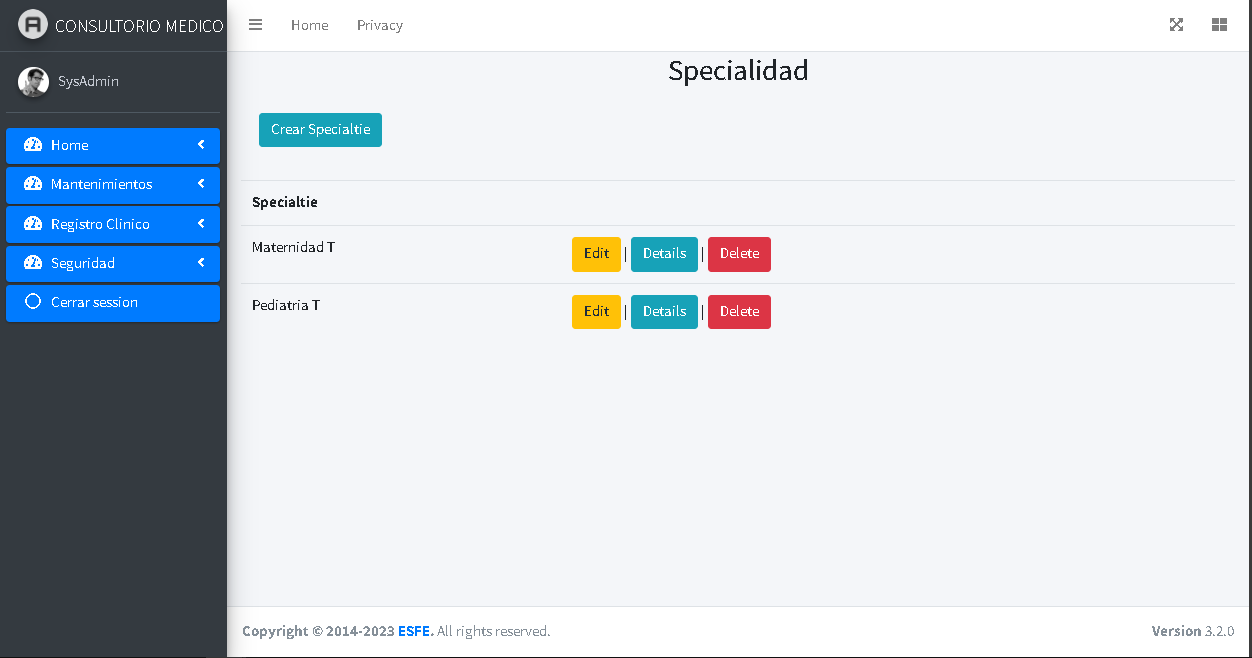 CONSULTORIO MEDICO
Home Privacy
SysAdmin
Home
Mantenimientos
Registro Clinico
Seguridad
Cerrar session
Specialidad
Crear Specialtie
Specialtie
Maternidad T Edit | Details | Delete
Pediatria T Edit | Details | Delete
Copyright © 2014-2023 ESFE. All rights reserved. Version 3.2.0